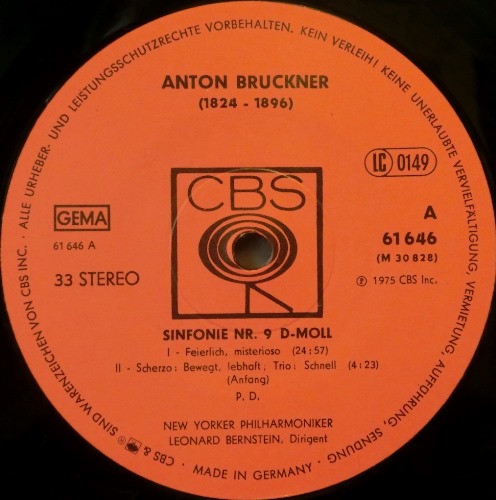 ALLE URHEBER- UND LEISTUNGSSCHUTZRECHTE VORBEHALTEN. KEIN VERLEIH! KEINE UNERLAUBTE VERVIELFÄLTIGUNG, VERMIETUNG, AUFFÜHRUNG, SENDUNG
ANTON BRUCKNER
(1824 - 1896)
LC 0149
CBS
GEMA
61 646 A
33 STEREO
A
61 646
(M 30 828)
℗ 1975 CBS Inc.
SINFONIE NR. 9 D-MOLL
I - Feierlich, misterioso (24:57)
II - Scherzo: Bewegt, lebhaft; Trio: Schnell (4:23)
(Anfang)
P. D.
NEW YORKER PHILHARMONIKER
LEONARD BERNSTEIN, Dirigent
CBS & ® SIND WARENZEICHEN VON CBS INC. ·
· MADE IN GERMANY ·